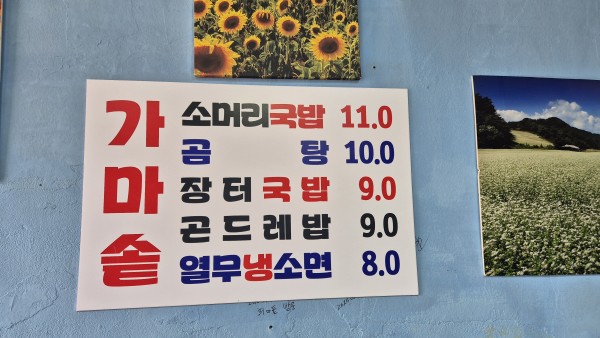 가마솥
소머리국밥 11.0
곰탕 10.0
장터국밥 9.0
곤드레밥 9.0
열무냉소면 8.0